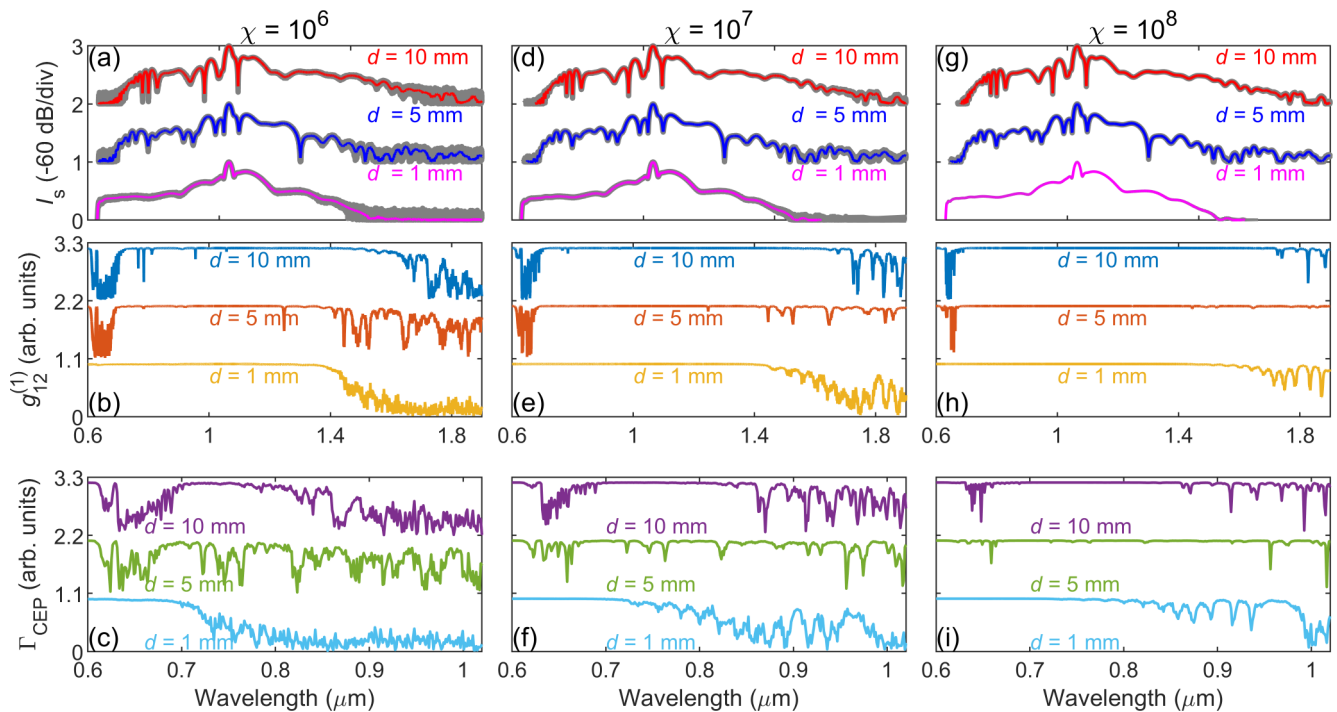 χ = 10⁶
χ = 10⁷
χ = 10⁸
(a)
d = 10 mm
d = 5 mm
d = 1 mm
I_s (-60 dB/div)
3
2
1
0
(d)
d = 10 mm
d = 5 mm
d = 1 mm
(g)
d = 10 mm
d = 5 mm
d = 1 mm
g₁₂⁽¹⁾ (arb. units)
3.3
2.2
1.1
0
d = 10 mm
d = 5 mm
d = 1 mm
(b)
0.6 1 1.4 1.8
d = 10 mm
d = 5 mm
d = 1 mm
(e)
0.6 1 1.4 1.8
d = 10 mm
d = 5 mm
d = 1 mm
(h)
0.6 1 1.4 1.8
Γ_CEP (arb. units)
3.3
2.2
1.1
0
d = 10 mm
d = 5 mm
d = 1 mm
(c)
0.6 0.7 0.8 0.9 1
Wavelength (μm)
d = 10 mm
d = 5 mm
d = 1 mm
(f)
0.6 0.7 0.8 0.9 1
Wavelength (μm)
d = 10 mm
d = 5 mm
d = 1 mm
(i)
0.6 0.7 0.8 0.9 1
Wavelength (μm)